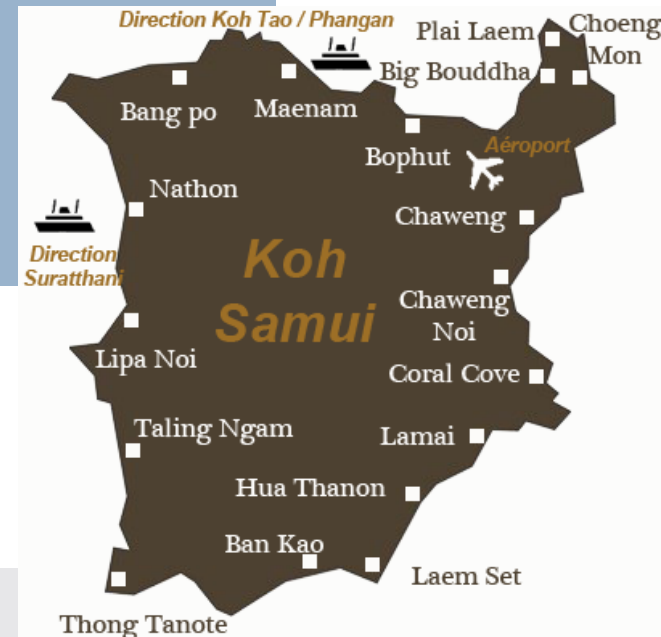 Direction Koh Tao / Phangan
Plai Laem
Choeng
Mon
Big Bouddha
Bang po
Maenam
Bophut
Aéroport
Nathon
Chaweng
Direction
Suratthani
Koh
Samui
Chaweng
Noi
Lipa Noi
Coral Cove
Taling Ngam
Lamai
Hua Thanon
Ban Kao
Laem Set
Thong Tanote